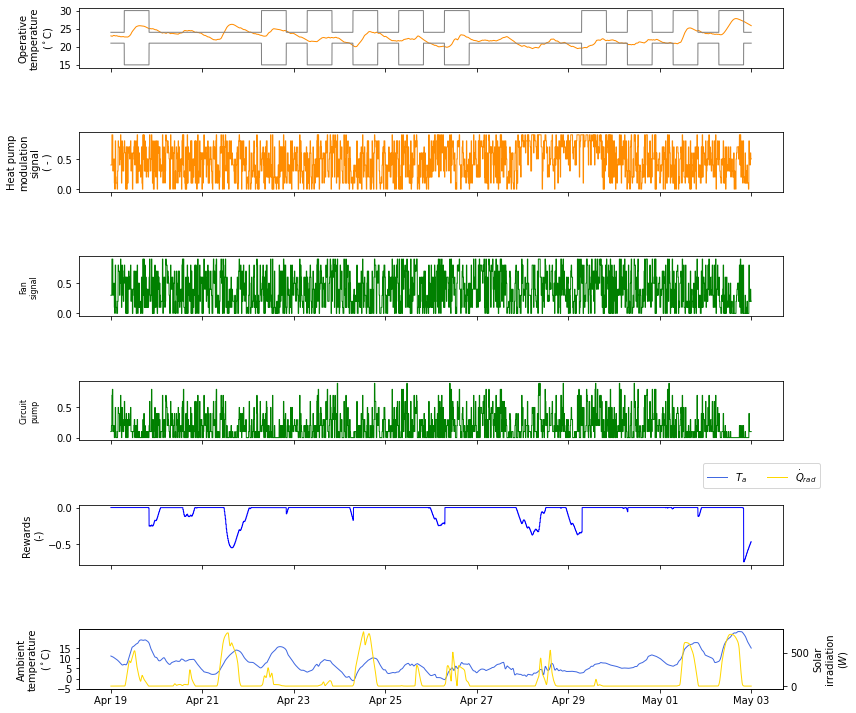 Operative
temperature
(°C)
30
25
20
15
Heat pump
modulation
signal
( - )
0.5
0.0
Fan
signal
0.5
0.0
Circuit
pump
0.5
0.0
T_a Q̇_rad
Rewards
(-)
0.0
−0.5
Ambient
temperature
(°C)
15
10
5
0
−5
500
0
Solar
irradiation
(W)
Apr 19 Apr 21 Apr 23 Apr 25 Apr 27 Apr 29 May 01 May 03